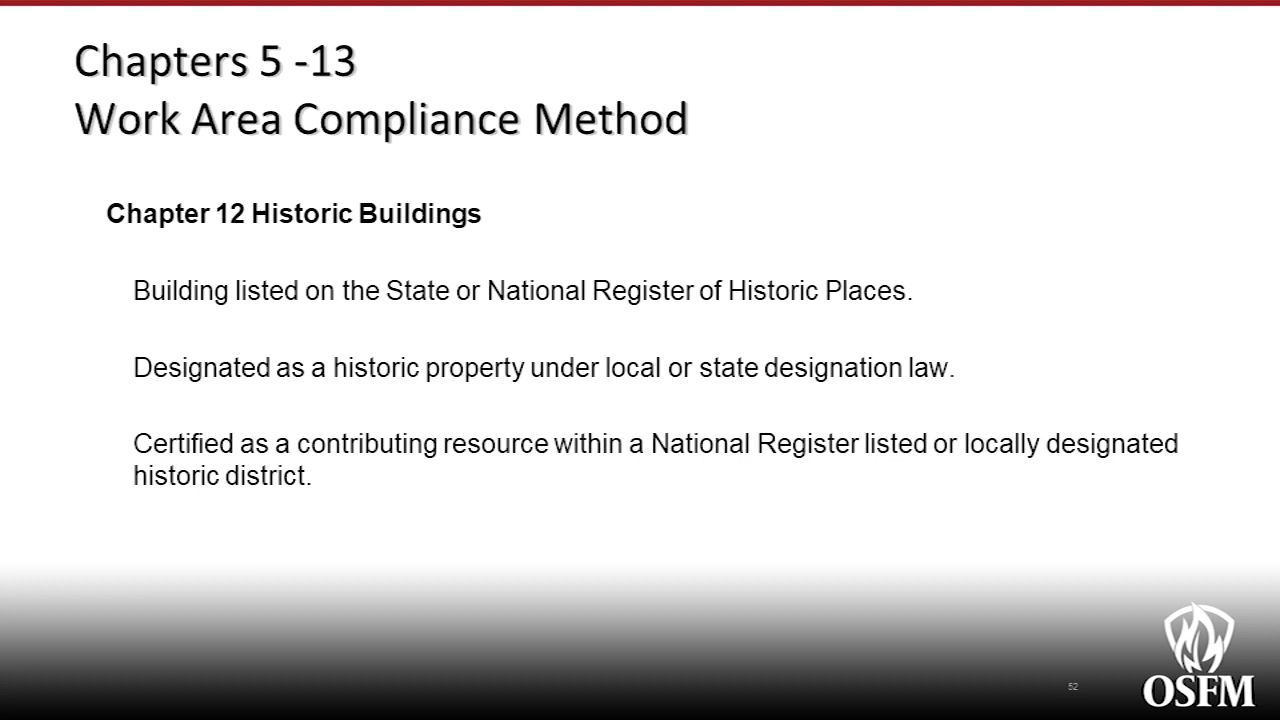 Chapters 5 -13
Work Area Compliance Method
Chapter 12 Historic Buildings
Building listed on the State or National Register of Historic Places.
Designated as a historic property under local or state designation law.
Certified as a contributing resource within a National Register listed or locally designated
historic district.
52
OSFM